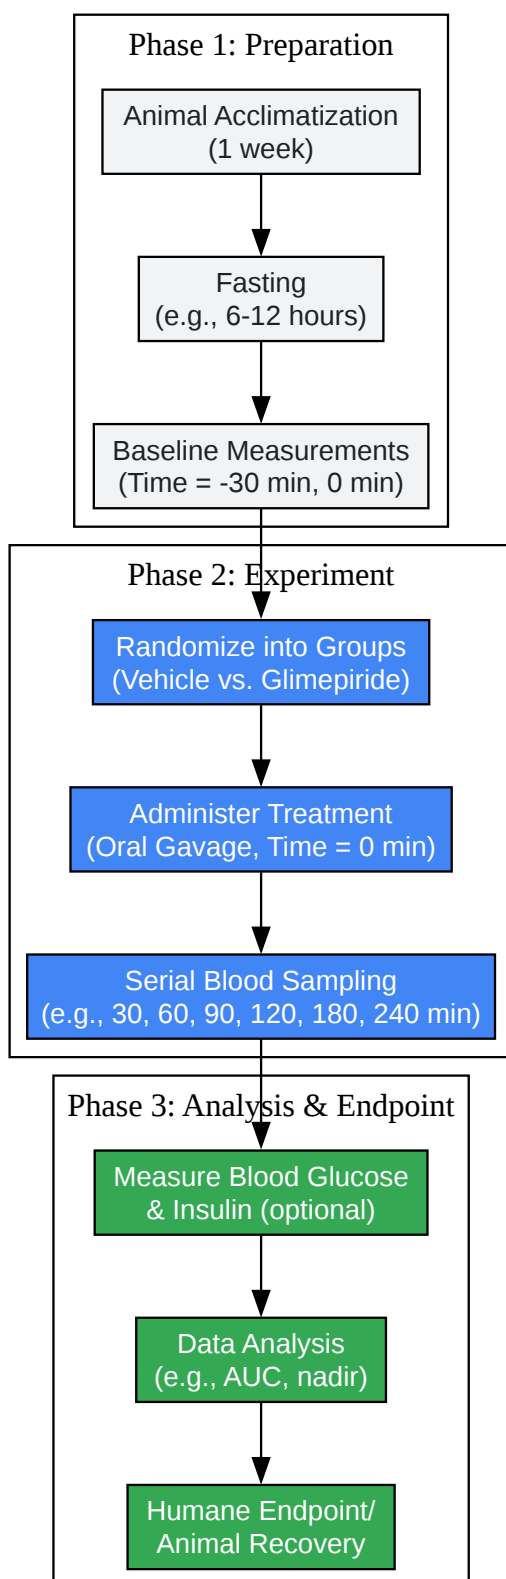 Phase 1: Preparation
Animal Acclimatization
(1 week)
Fasting
(e.g., 6-12 hours)
Baseline Measurements
(Time = -30 min, 0 min)
Phase 2: Experiment
Randomize into Groups
(Vehicle vs. Glimepiride)
Administer Treatment
(Oral Gavage, Time = 0 min)
Serial Blood Sampling
(e.g., 30, 60, 90, 120, 180, 240 min)
Phase 3: Analysis & Endpoint
Measure Blood Glucose
& Insulin (optional)
Data Analysis
(e.g., AUC, nadir)
Humane Endpoint/
Animal Recovery